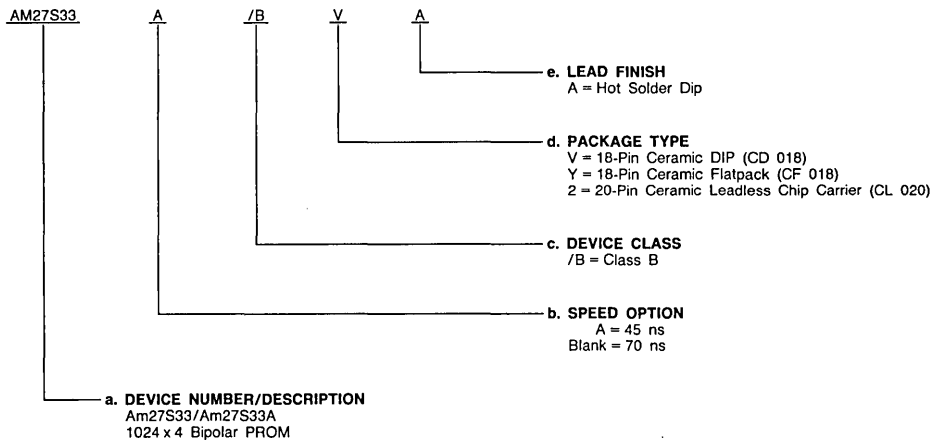 AM27S33 A /B V A
e. LEAD FINISH
A = Hot Solder Dip
d. PACKAGE TYPE
V = 18-Pin Ceramic DIP (CD 018)
Y = 18-Pin Ceramic Flatpack (CF 018)
2 = 20-Pin Ceramic Leadless Chip Carrier (CL 020)
c. DEVICE CLASS
/B = Class B
b. SPEED OPTION
A = 45 ns
Blank = 70 ns
a. DEVICE NUMBER/DESCRIPTION
Am27S33/Am27S33A
1024 x 4 Bipolar PROM